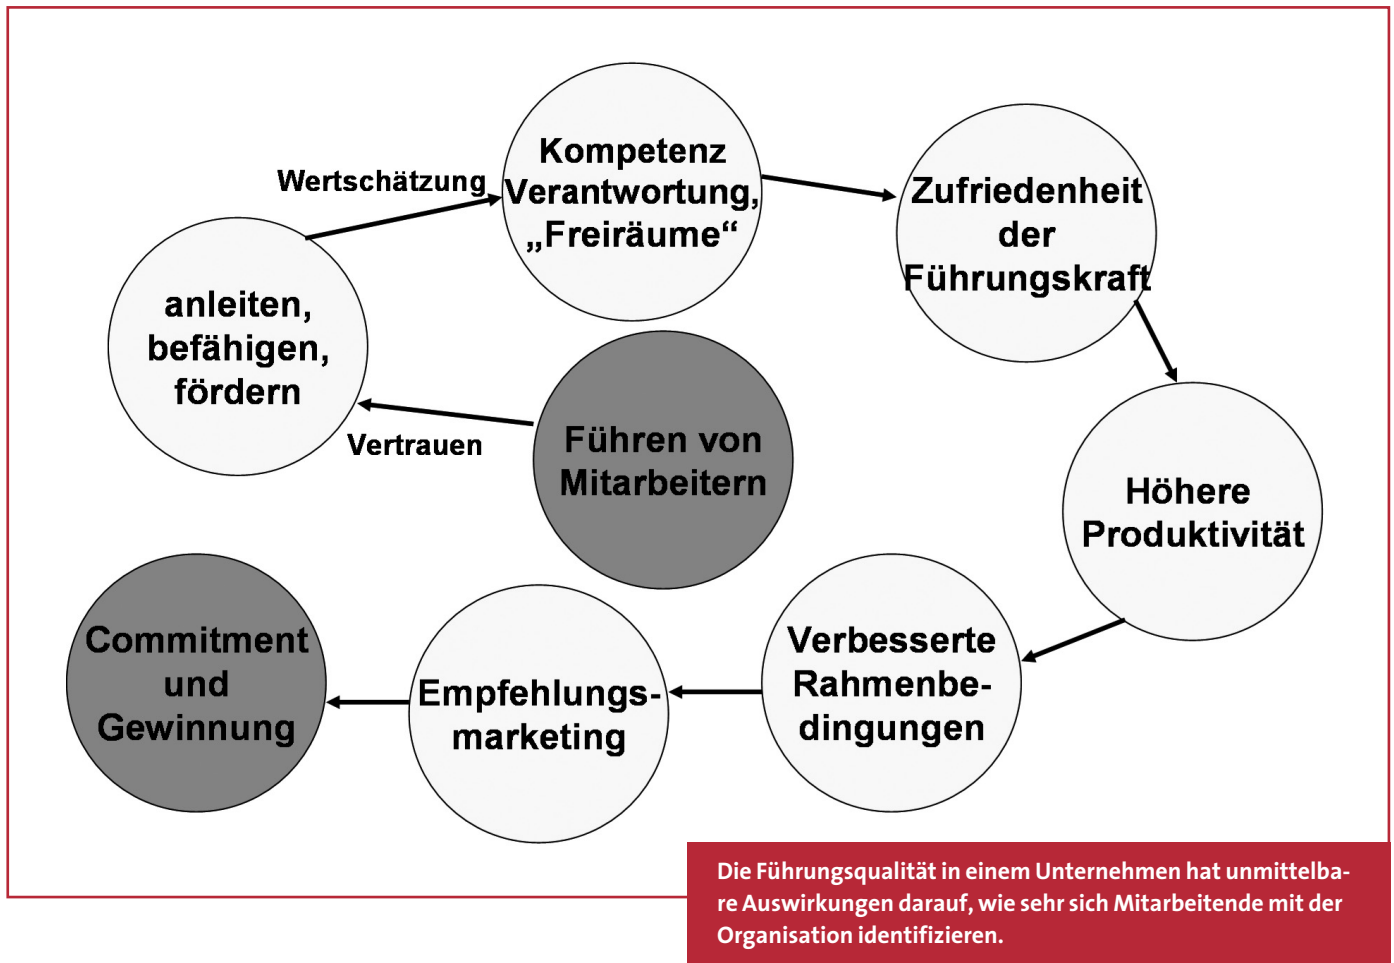 Kompetenz
Verantwortung,
„Freiräume“
Wertschätzung
Zufriedenheit
der
Führungskraft
anleiten,
befähigen,
fördern
Vertrauen
Führen von
Mitarbeitern
Höhere
Produktivität
Commitment
und
Gewinnung
Empfehlungs-
marketing
Verbesserte
Rahmenbe-
dingungen
Die Führungsqualität in einem Unternehmen hat unmittelba-
re Auswirkungen darauf, wie sehr sich Mitarbeitende mit der
Organisation identifizieren.